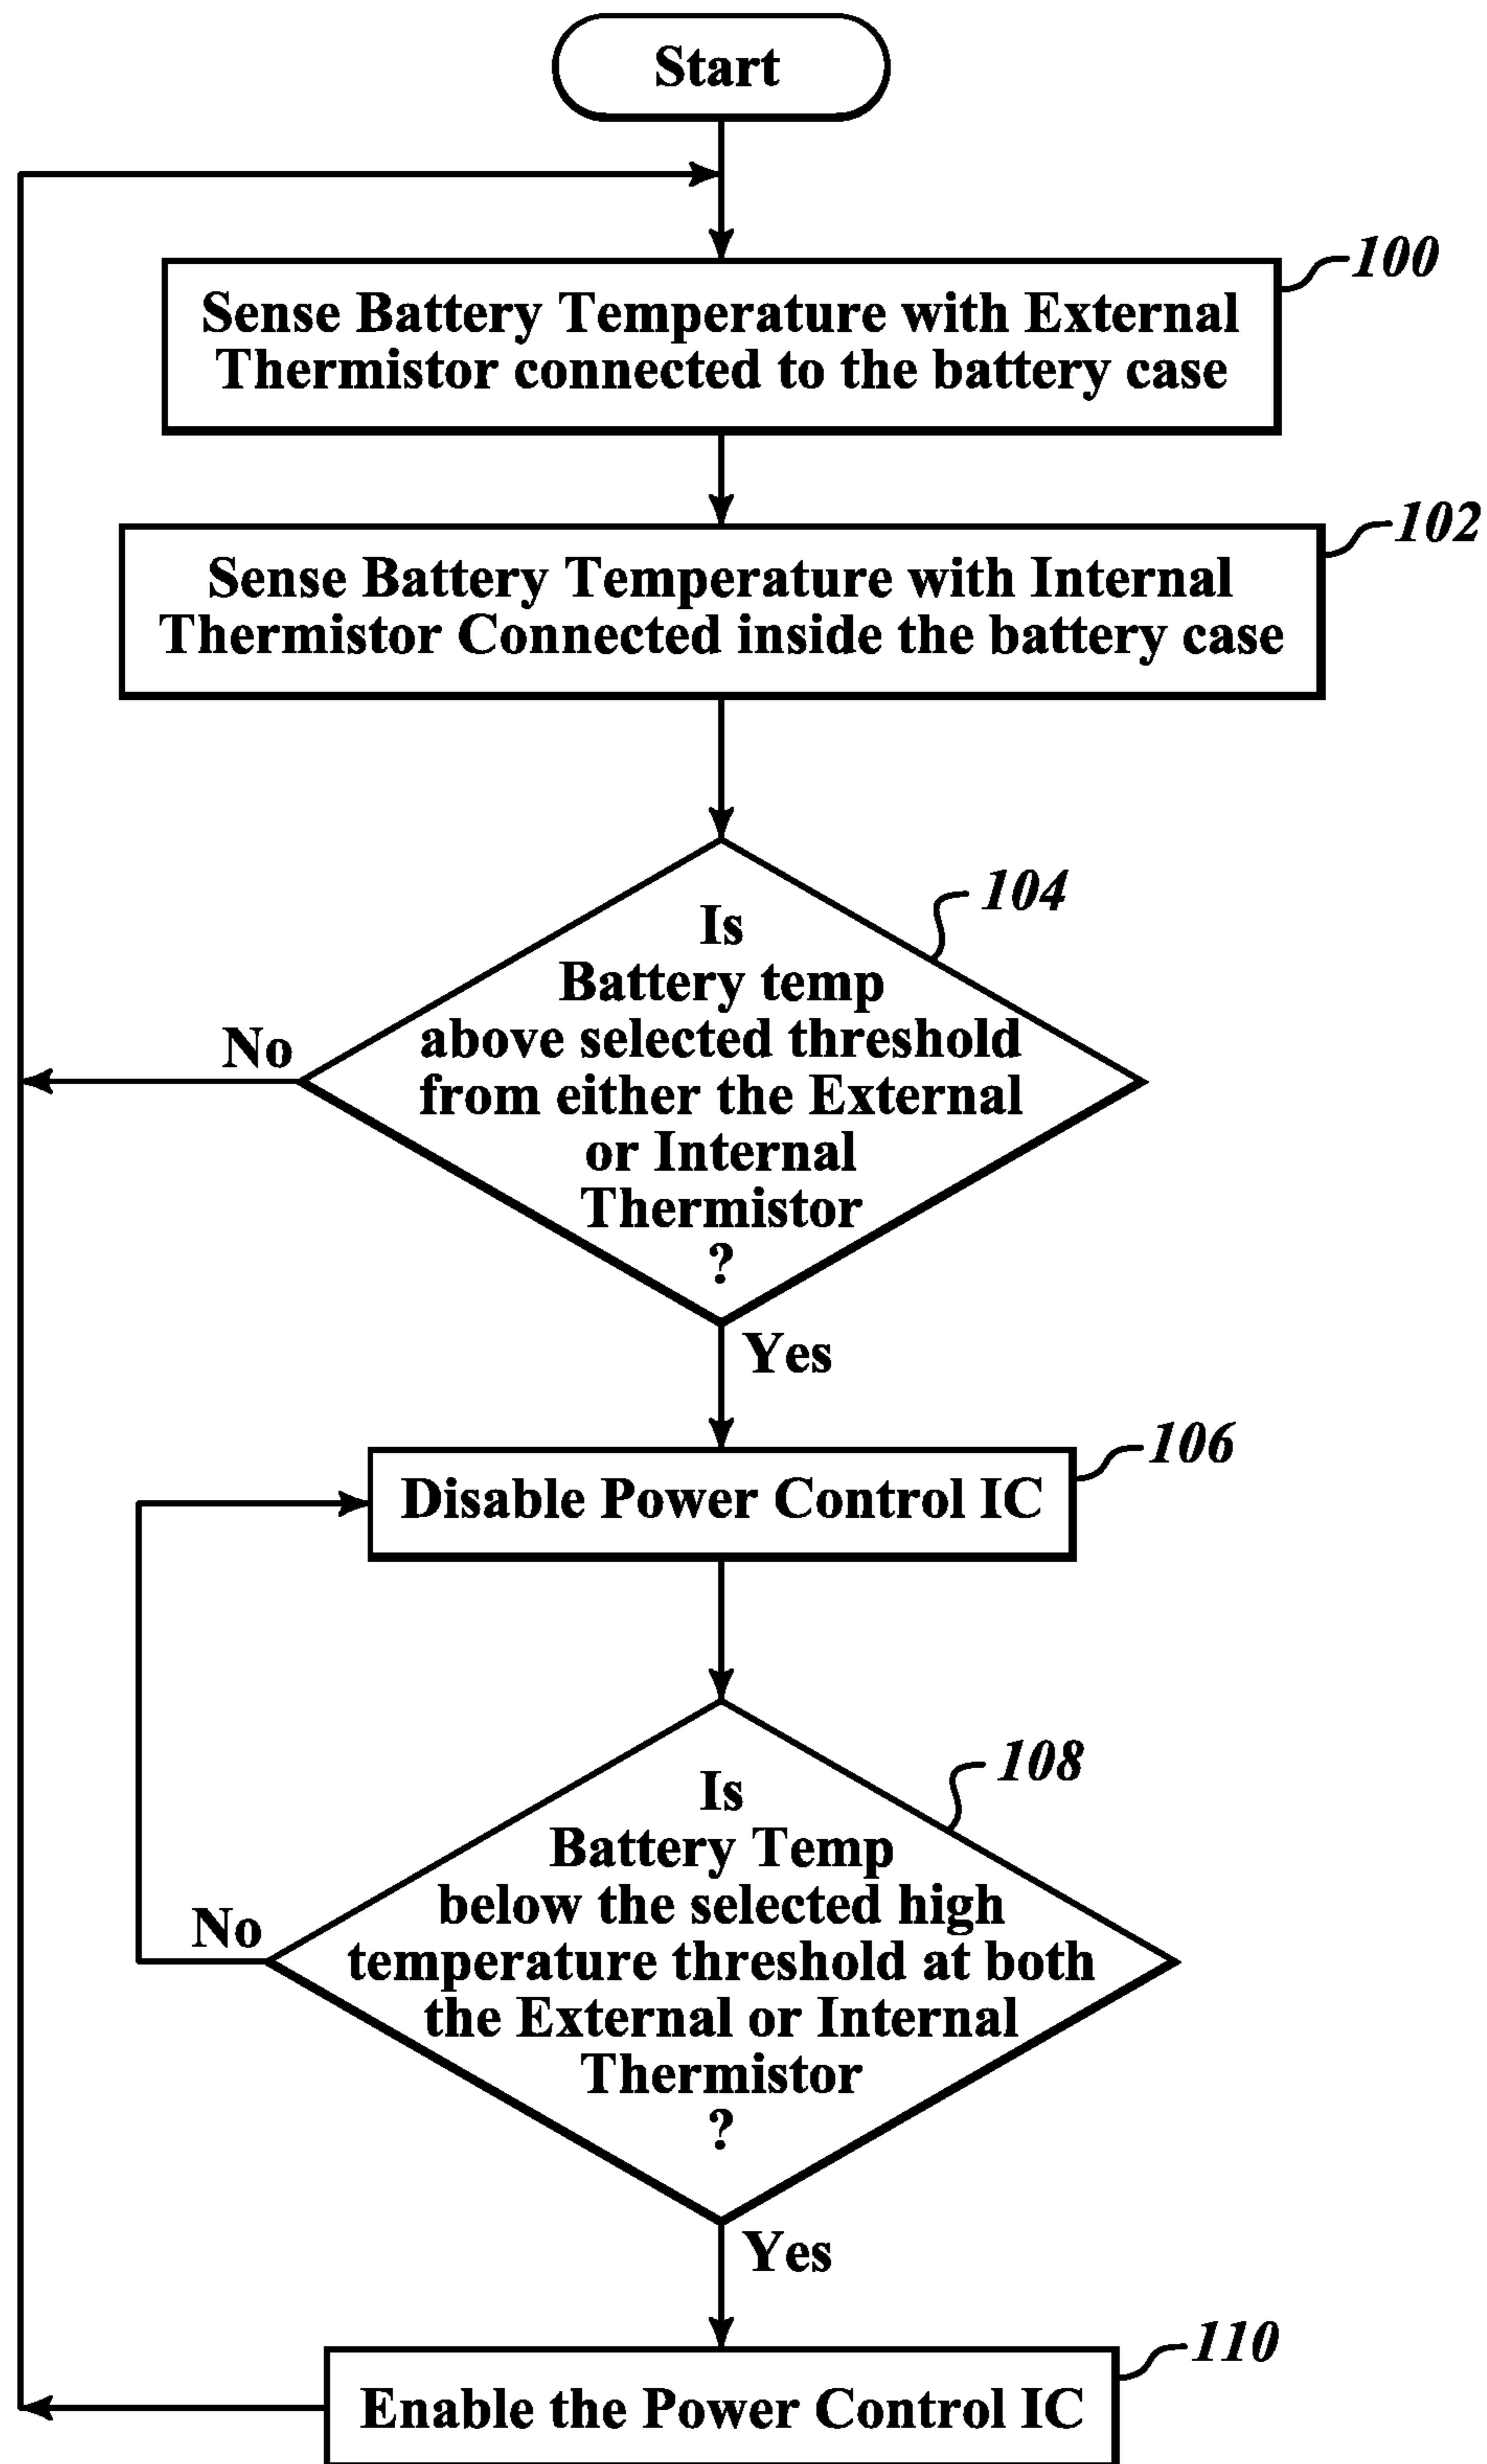 Start
100
Sense Battery Temperature with External
Thermistor connected to the battery case
102
Sense Battery Temperature with Internal
Thermistor Connected inside the battery case
104
Is
Battery temp
above selected threshold
from either the External
or Internal
Thermistor
?
No
Yes
106
Disable Power Control IC
108
Is
Battery Temp
below the selected high
temperature threshold at both
the External or Internal
Thermistor
?
No
Yes
110
Enable the Power Control IC